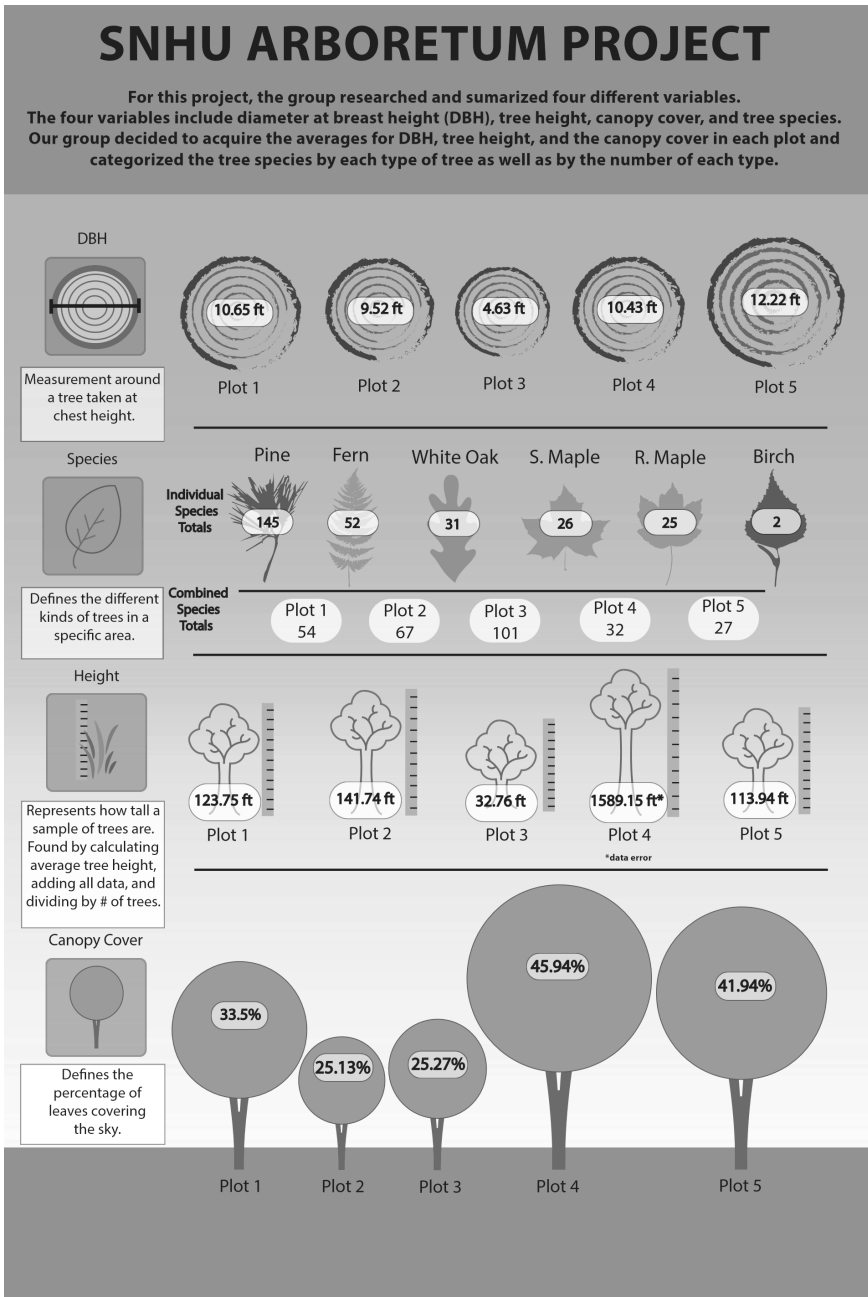 SNHU ARBORETUM PROJECT
For this project, the group researched and sumarized four different variables.
The four variables include diameter at breast height (DBH), tree height, canopy cover, and tree species.
Our group decided to acquire the averages for DBH, tree height, and the canopy cover in each plot and
categorized the tree species by each type of tree as well as by the number of each type.
DBH
Measurement around
a tree taken at
chest height.
10.65 ft
9.52 ft
4.63 ft
10.43 ft
12.22 ft
Plot 1
Plot 2
Plot 3
Plot 4
Plot 5
Species
Defines the different
kinds of trees in a
specific area.
Pine
Fern
White Oak
S. Maple
R. Maple
Birch
Individual
Species
Totals
145
52
31
26
25
2
Combined
Species
Totals
Plot 1
54
Plot 2
67
Plot 3
101
Plot 4
32
Plot 5
27
Height
Represents how tall a
sample of trees are.
Found by calculating
average tree height,
adding all data, and
dividing by # of trees.
123.75 ft
141.74 ft
32.76 ft
1589.15 ft*
113.94 ft
Plot 1
Plot 2
Plot 3
Plot 4
Plot 5
*data error
Canopy Cover
Defines the
percentage of
leaves covering
the sky.
33.5%
25.13%
25.27%
45.94%
41.94%
Plot 1
Plot 2
Plot 3
Plot 4
Plot 5